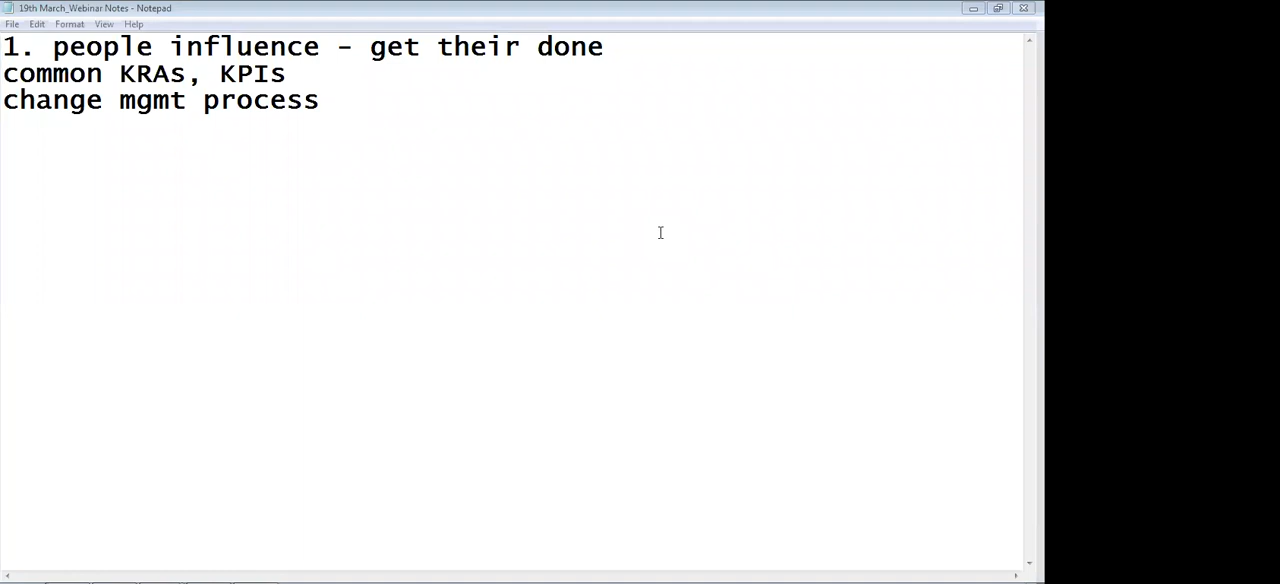 19th March_Webinar Notes - Notepad
File Edit Format View Help
1. people influence - get their done
common KRAs, KPIs
change mgmt process